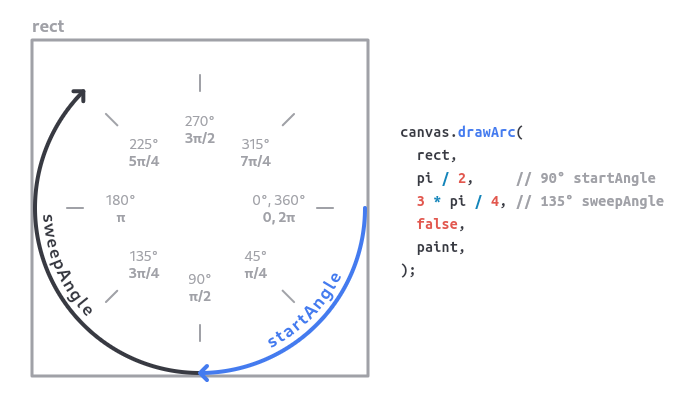 rect
270°
3π/2
225°
5π/4
315°
7π/4
180°
π
0°, 360°
0, 2π
135°
3π/4
45°
π/4
90°
π/2
sweepAngle
startAngle
canvas.drawArc(
  rect,
  pi / 2,     // 90° startAngle
  3 * pi / 4, // 135° sweepAngle
  false,
  paint,
);